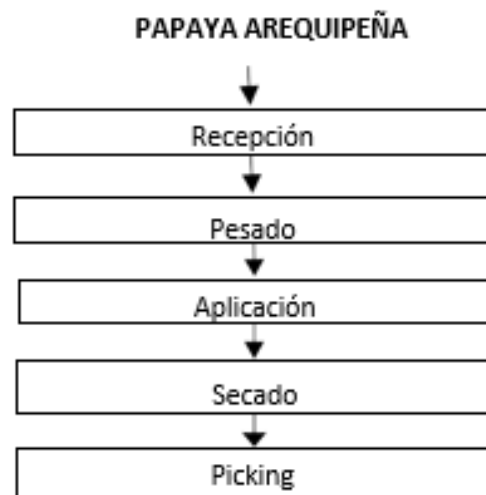 PAPAYA AREQUIPEÑA
Recepción
Pesado
Aplicación
Secado
Picking